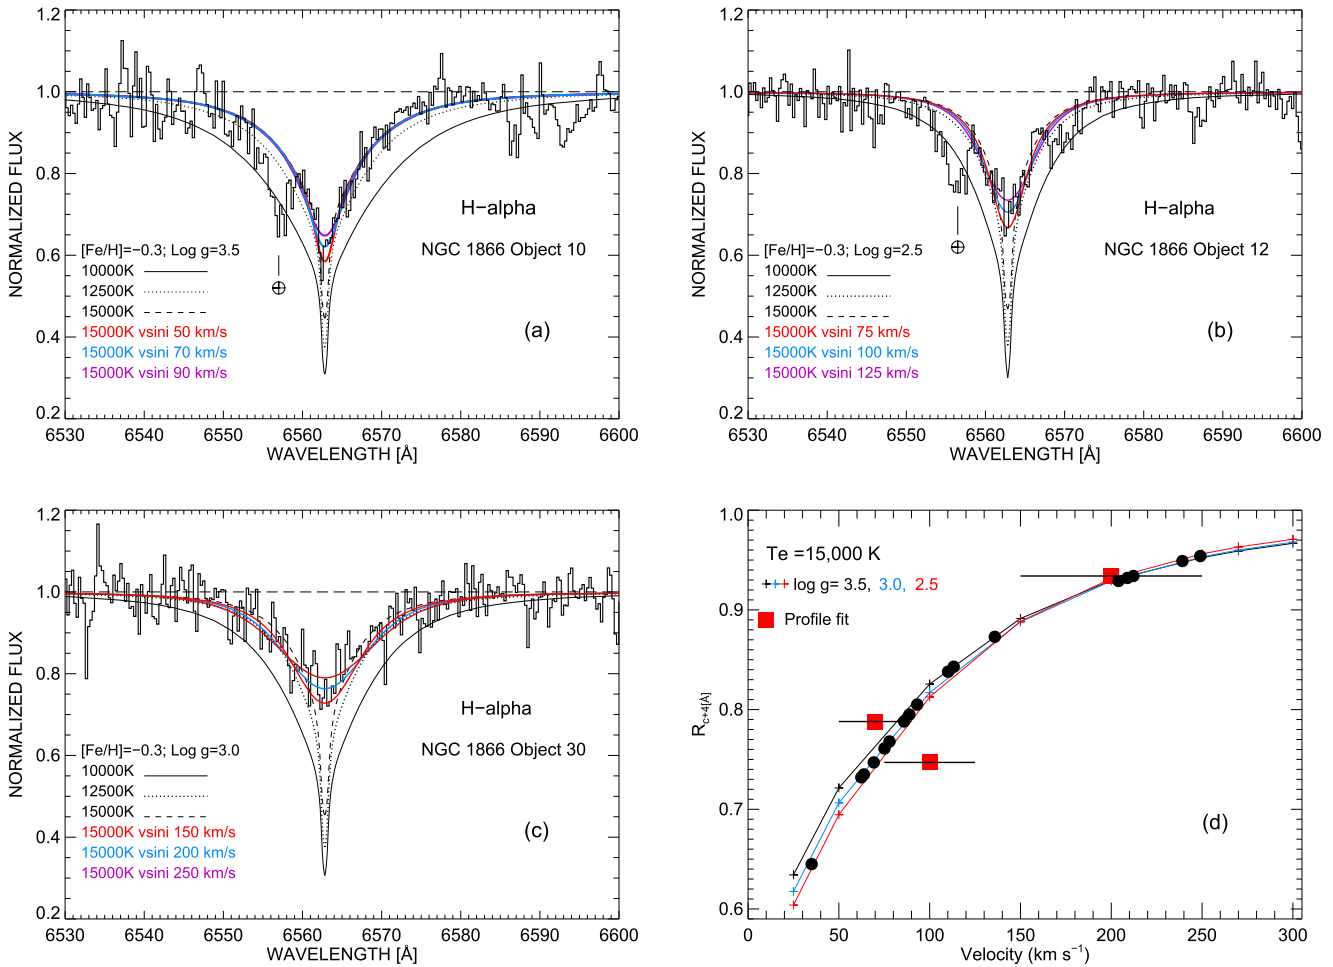 1.2
1.0
0.8
0.6
0.4
0.2
NORMALIZED FLUX
H−alpha
NGC 1866 Object 10
[Fe/H]=−0.3; Log g=3.5
10000K
12500K
15000K
15000K vsini 50 km/s
15000K vsini 70 km/s
15000K vsini 90 km/s
(a)
6530 6540 6550 6560 6570 6580 6590 6600
WAVELENGTH [Å]
1.2
1.0
0.8
0.6
0.4
0.2
NORMALIZED FLUX
H−alpha
NGC 1866 Object 12
[Fe/H]=−0.3; Log g=2.5
10000K
12500K
15000K
15000K vsini 75 km/s
15000K vsini 100 km/s
15000K vsini 125 km/s
(b)
6530 6540 6550 6560 6570 6580 6590 6600
WAVELENGTH [Å]
1.2
1.0
0.8
0.6
0.4
0.2
NORMALIZED FLUX
H−alpha
NGC 1866 Object 30
[Fe/H]=−0.3; Log g=3.0
10000K
12500K
15000K
15000K vsini 150 km/s
15000K vsini 200 km/s
15000K vsini 250 km/s
(c)
6530 6540 6550 6560 6570 6580 6590 6600
WAVELENGTH [Å]
1.0
0.9
0.8
0.7
0.6
R c+4[Å]
Te =15,000 K
log g= 3.5, 3.0, 2.5
Profile fit
(d)
0 50 100 150 200 250 300
Velocity (km s−1)